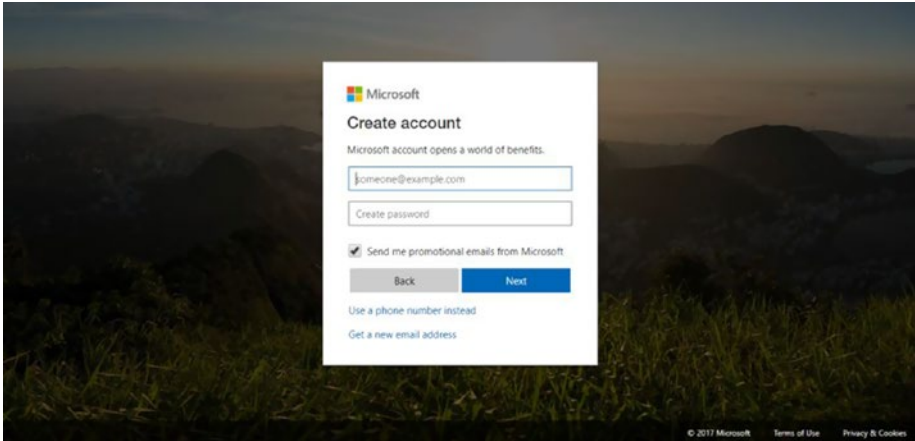 Microsoft
Create account
Microsoft account opens a world of benefits.
someone@example.com
Create password
Send me promotional emails from Microsoft
Back Next
Use a phone number instead
Get a new email address
© 2017 Microsoft Terms of Use Privacy & Cookies